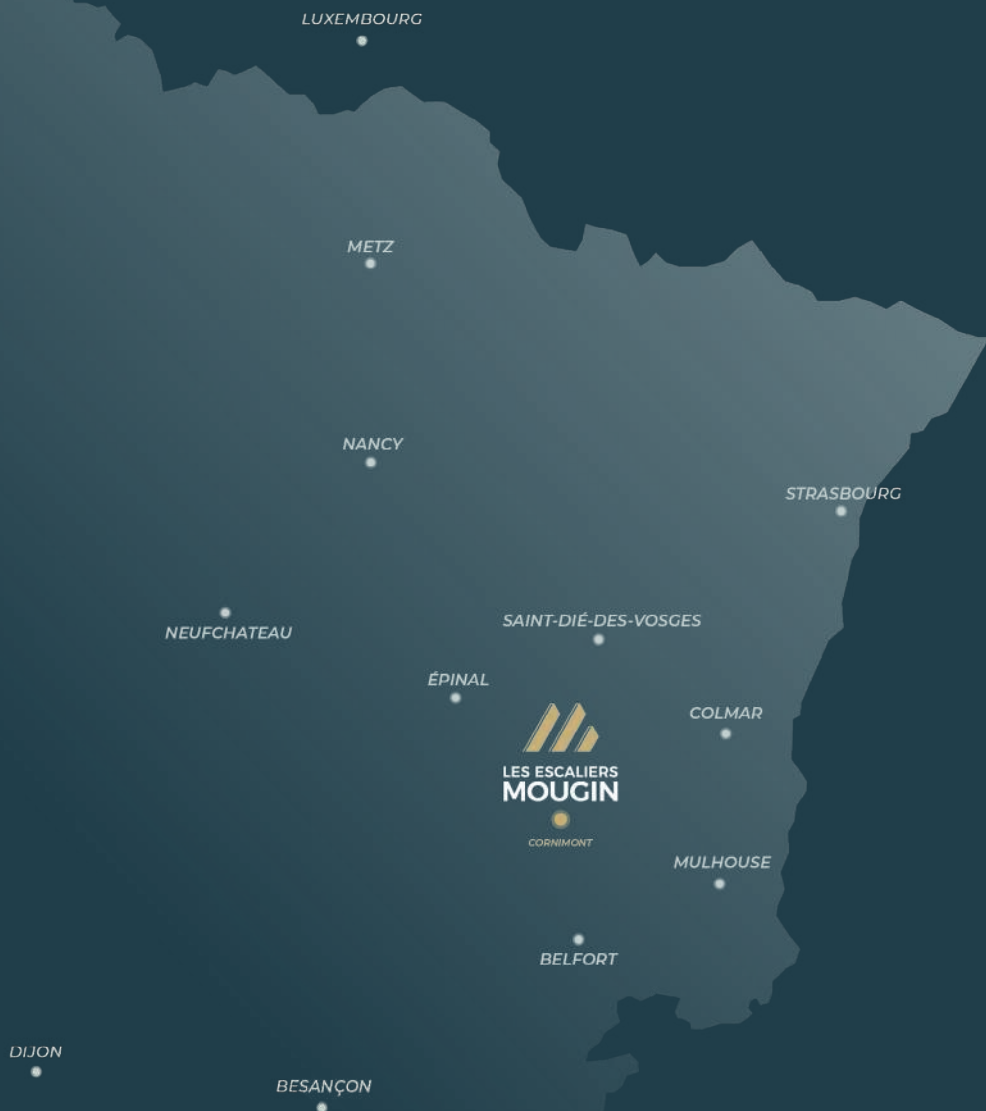 LUXEMBOURG
METZ
NANCY
STRASBOURG
SAINT-DIÉ-DES-VOSGES
NEUFCHATEAU
ÉPINAL
COLMAR
LES ESCALIERS
MOUGIN
CORNIMONT
MULHOUSE
BELFORT
DIJON
BESANÇON